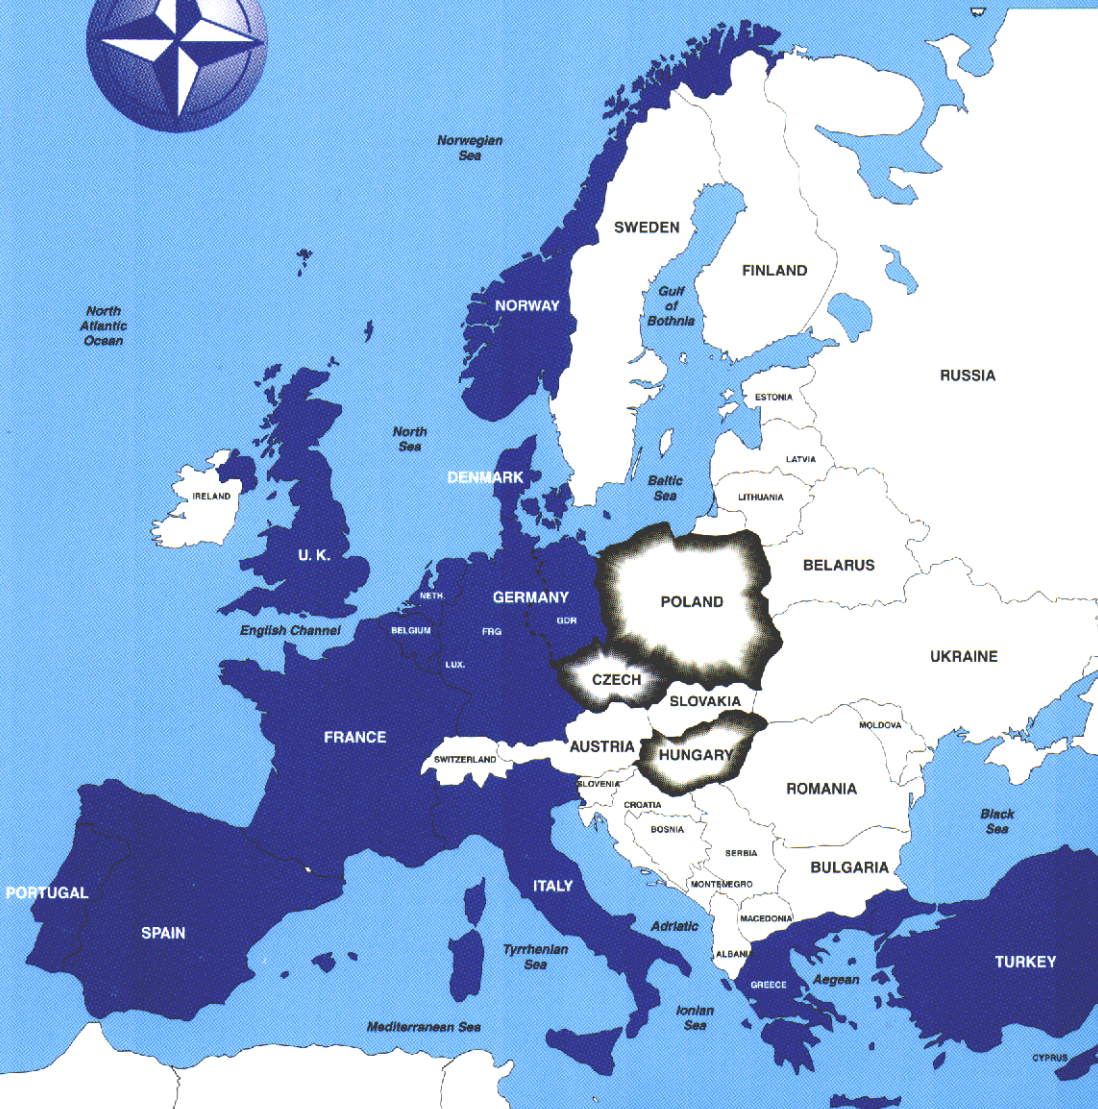 Norwegian
Sea
SWEDEN
FINLAND
NORWAY
Gulf
of
Bothnia
North
Atlantic
Ocean
RUSSIA
ESTONIA
North
Sea
LATVIA
DENMARK
Baltic
Sea
IRELAND
LITHUANIA
U. K.
BELARUS
NETH.
GERMANY
POLAND
GDR
English Channel
BELGIUM
FRG
UKRAINE
LUX.
CZECH
SLOVAKIA
MOLDOVA
FRANCE
AUSTRIA
HUNGARY
SWITZERLAND
SLOVENIA
ROMANIA
CROATIA
Black
Sea
BOSNIA
SERBIA
BULGARIA
MONTENEGRO
PORTUGAL
ITALY
MACEDONIA
SPAIN
Adriatic
Tyrrhenian
Sea
ALBANI
TURKEY
GREECE
Aegean
Ionian
Sea
Mediterranean Sea
CYPRUS